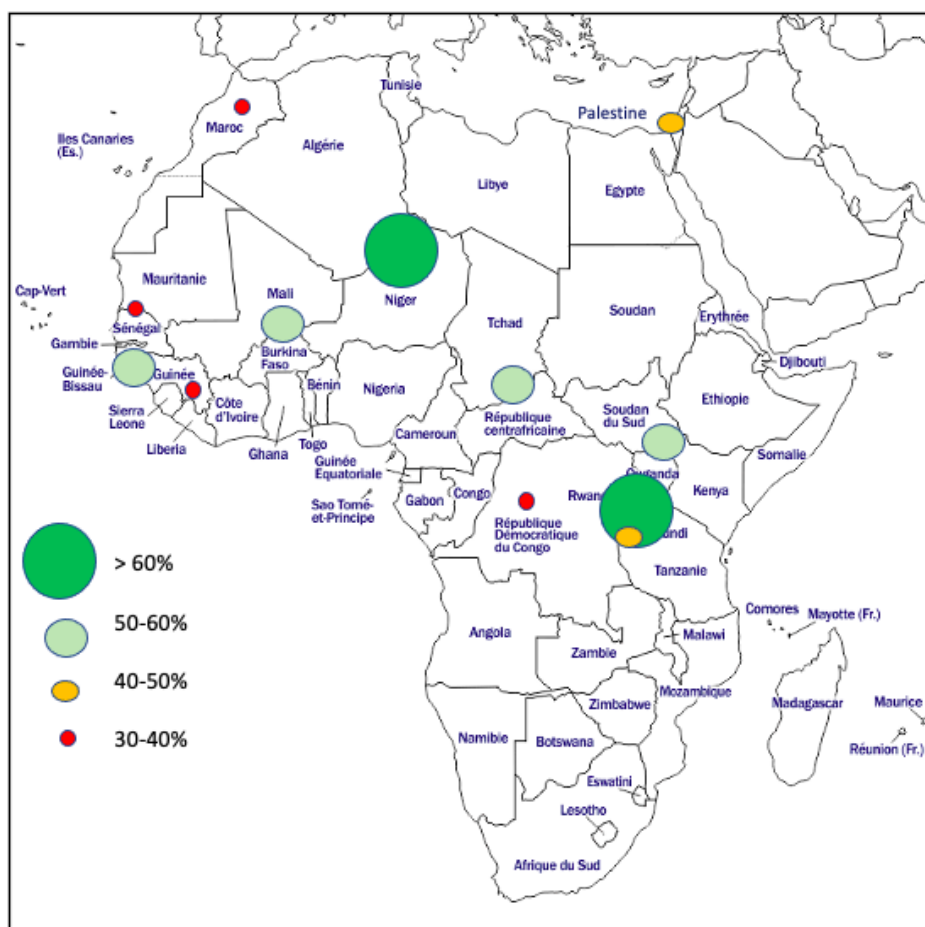 Tunisie
Palestine
Maroc
Iles Canaries
(Es.)
Algérie
Libye
Egypte
Mauritanie
Cap-Vert
Mali
Niger
Tchad
Soudan
Erythrée
Sénégal
Gambie
Guinée-
Bissau
Guinée
Burkina
Faso
Bénin
Nigeria
Djibouti
Sierra
Leone
Côte
d'Ivoire
Liberia
Ghana
Togo
Cameroun
République
centrafricaine
Soudan
du Sud
Ethiopie
Somalie
Guinée
Equatoriale
Sao Tomé-
et-Principe
Gabon
Congo
République
Démocratique
du Congo
Rwan
Ouganda
Kenya
undi
Tanzanie
> 60%
50-60%
40-50%
30-40%
Comores
Mayotte (Fr.)
Angola
Malawi
Zambie
Mozambique
Zimbabwe
Madagascar
Maurice
Réunion (Fr.)
Namibie
Botswana
Eswatini
Lesotho
Afrique du Sud